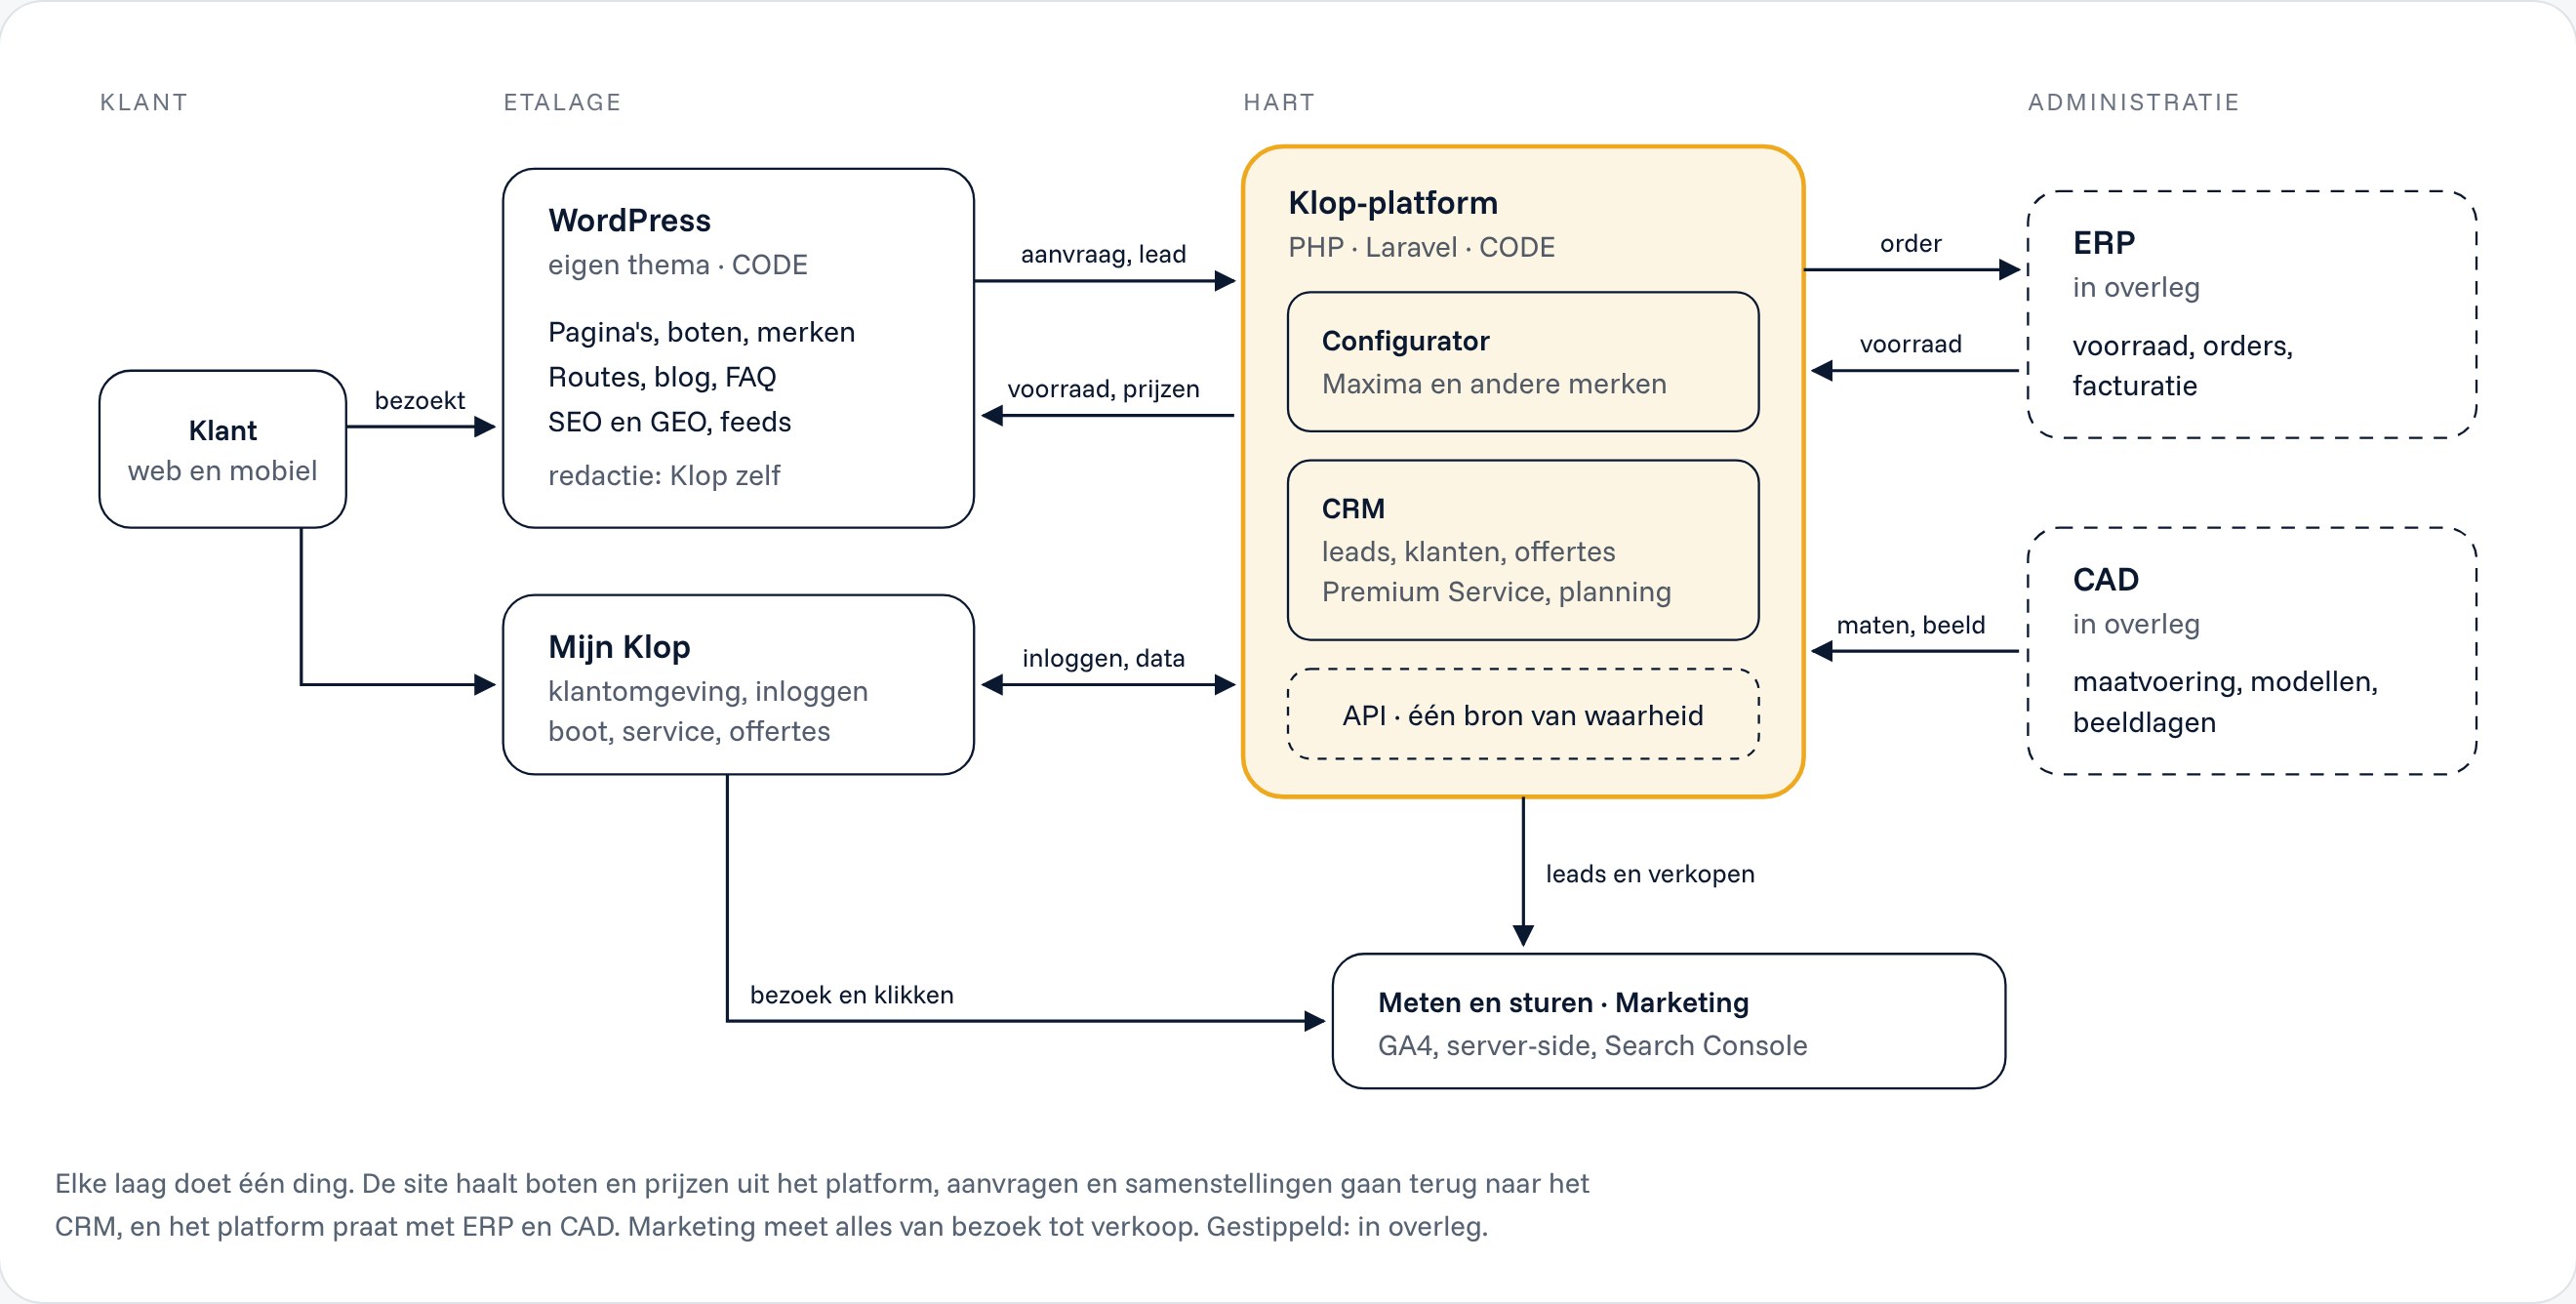 KLANT
ETALAGE
HART
ADMINISTRATIE
Klant
web en mobiel
bezoekt
WordPress
eigen thema · CODE
Pagina's, boten, merken
Routes, blog, FAQ
SEO en GEO, feeds
redactie: Klop zelf
Mijn Klop
klantomgeving, inloggen
boot, service, offertes
aanvraag, lead
voorraad, prijzen
inloggen, data
Klop-platform
PHP · Laravel · CODE
Configurator
Maxima en andere merken
CRM
leads, klanten, offertes
Premium Service, planning
API · één bron van waarheid
order
voorraad
maten, beeld
ERP
in overleg
voorraad, orders,
facturatie
CAD
in overleg
maatvoering, modellen,
beeldlagen
leads en verkopen
bezoek en klikken
Meten en sturen · Marketing
GA4, server-side, Search Console
Elke laag doet één ding. De site haalt boten en prijzen uit het platform, aanvragen en samenstellingen gaan terug naar het
CRM, en het platform praat met ERP en CAD. Marketing meet alles van bezoek tot verkoop. Gestippeld: in overleg.